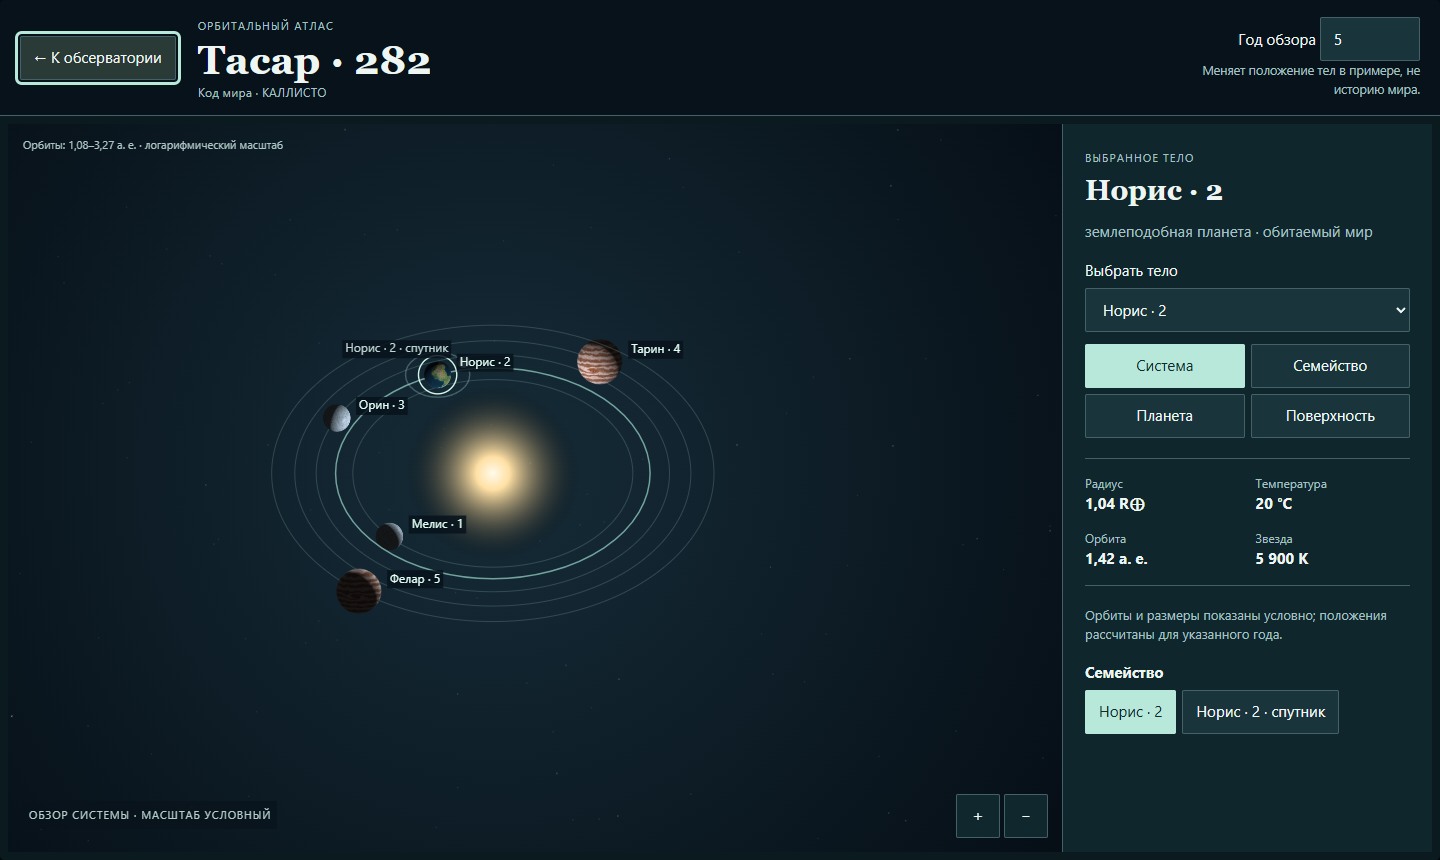 ← К обсерватории
ОРБИТАЛЬНЫЙ АТЛАС
Тасар · 282
Код мира · КАЛЛИСТО
Год обзора 5
Меняет положение тел в примере, не
историю мира.
Орбиты: 1,08–3,27 а. е. · логарифмический масштаб
Норис · 2 · спутник
Норис · 2
Тарин · 4
Орин · 3
Мелис · 1
Фелар · 5
ОБЗОР СИСТЕМЫ · МАСШТАБ УСЛОВНЫЙ
+ −
ВЫБРАННОЕ ТЕЛО
Норис · 2
землеподобная планета · обитаемый мир
Выбрать тело
Норис · 2
Система Семейство
Планета Поверхность
Радиус Температура
1,04 R⊕ 20 °C
Орбита Звезда
1,42 а. е. 5 900 K
Орбиты и размеры показаны условно; положения
рассчитаны для указанного года.
Семейство
Норис · 2 Норис · 2 · спутник